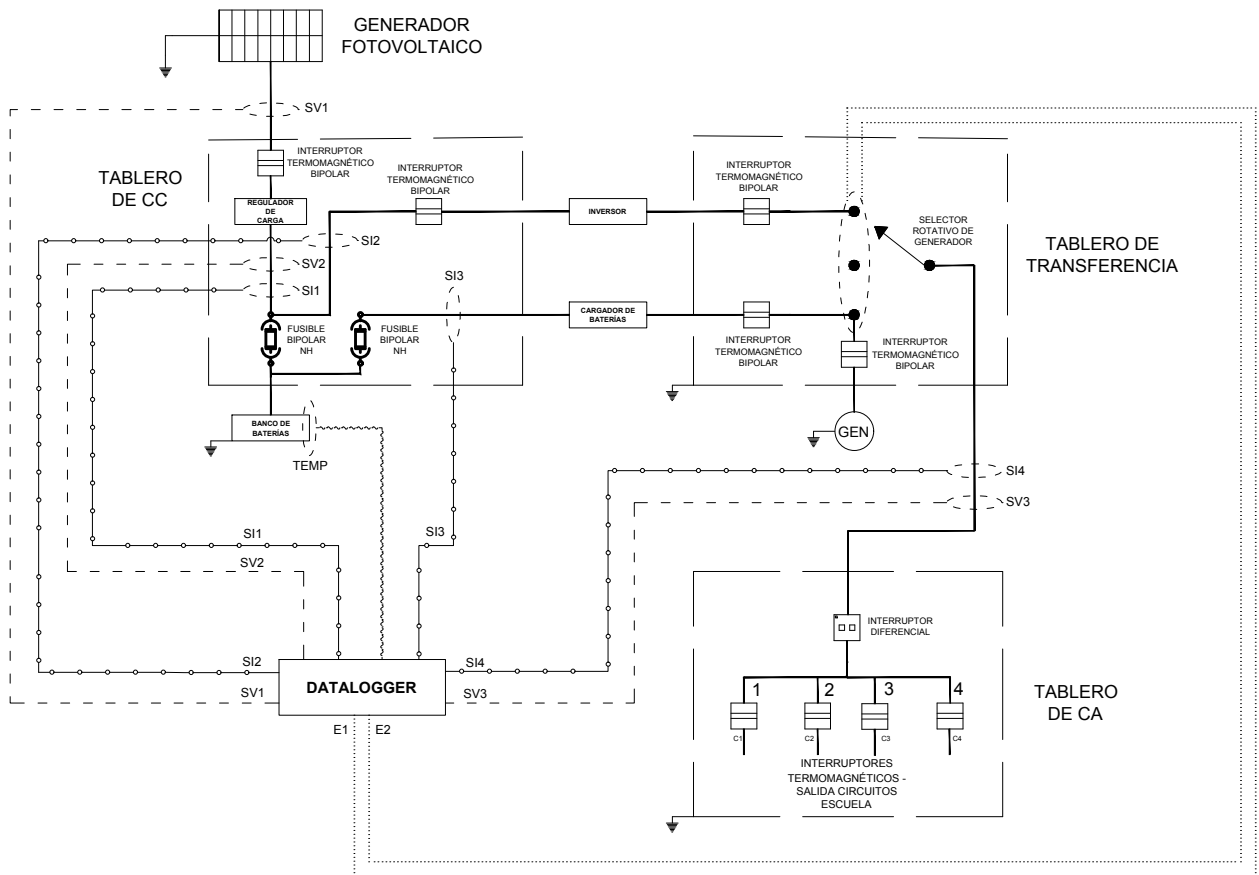 GENERADOR
FOTOVOLTAICO
SV1
TABLERO
DE CC
INTERRUPTOR
TERMOMAGNÉTICO
BIPOLAR
INTERRUPTOR
TERMOMAGNÉTICO
BIPOLAR
INTERRUPTOR
TERMOMAGNÉTICO
BIPOLAR
REGULADOR
DE
CARGA
INVERSOR
SELECTOR
ROTATIVO DE
GENERADOR
TABLERO DE
TRANSFERENCIA
SI2
SV2
SI1
SI3
CARGADOR DE
BATERÍAS
FUSIBLE
BIPOLAR
NH
FUSIBLE
BIPOLAR
NH
INTERRUPTOR
TERMOMAGNÉTICO
BIPOLAR
INTERRUPTOR
TERMOMAGNÉTICO
BIPOLAR
BANCO DE
BATERÍAS
TEMP
GEN
SI4
SV3
SI1
SV2
SI3
INTERRUPTOR
DIFERENCIAL
SI2
SV1
DATALOGGER
SI4
SV3
E1
E2
1
2
3
4
C1
C2
C3
C4
TABLERO
DE CA
INTERRUPTORES
TERMOMAGNÉTICOS -
SALIDA CIRCUITOS
ESCUELA